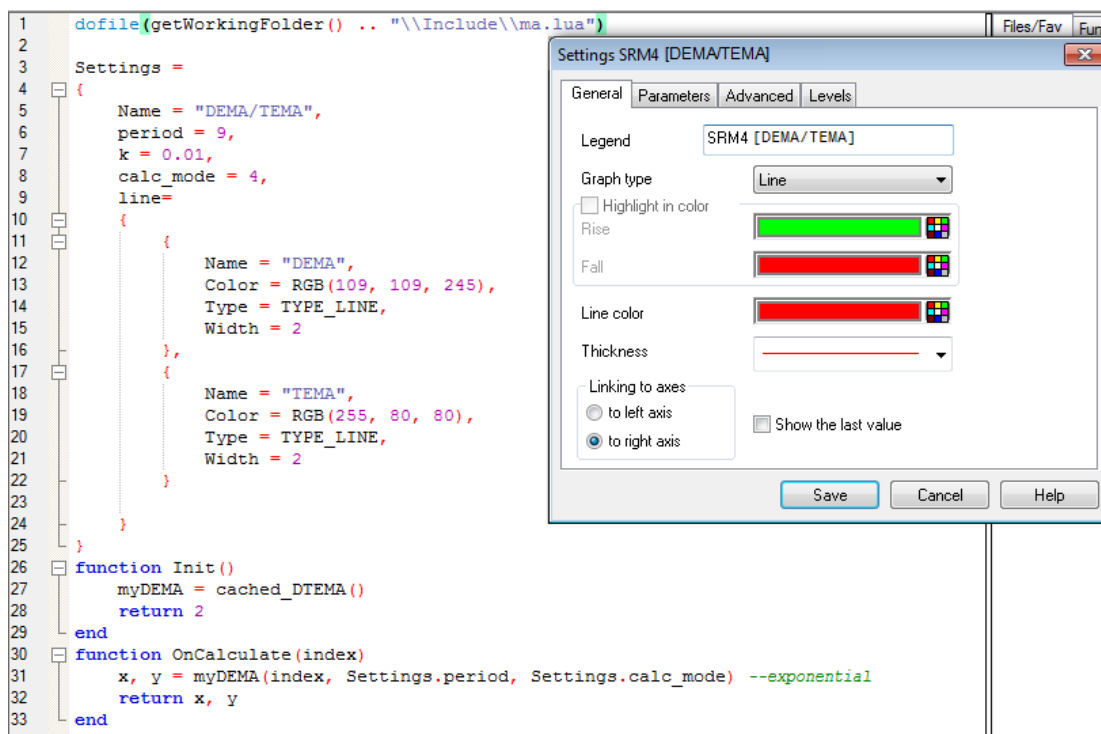 1 dofile(getWorkingFolder() .. "\\Include\\ma.lua")
2
3 Settings =
4 {
5 Name = "DEMA/TEMA",
6 period = 9,
7 k = 0.01,
8 calc_mode = 4,
9 line=
10 {
11 {
12 Name = "DEMA",
13 Color = RGB(109, 109, 245),
14 Type = TYPE_LINE,
15 Width = 2
16 },
17 {
18 Name = "TEMA",
19 Color = RGB(255, 80, 80),
20 Type = TYPE_LINE,
21 Width = 2
22 }
23
24 }
25 }
26 function Init()
27 myDEMA = cached_DTEMA()
28 return 2
29 end
30 function OnCalculate(index)
31 x, y = myDEMA(index, Settings.period, Settings.calc_mode) --exponential
32 return x, y
33 end
Files/Fav Fun
Settings SRM4 [DEMA/TEMA]
General Parameters Advanced Levels
Legend SRM4 [DEMA/TEMA]
Graph type Line
Highlight in color
Rise
Fall
Line color
Thickness
Linking to axes
to left axis
to right axis
Show the last value
Save Cancel Help